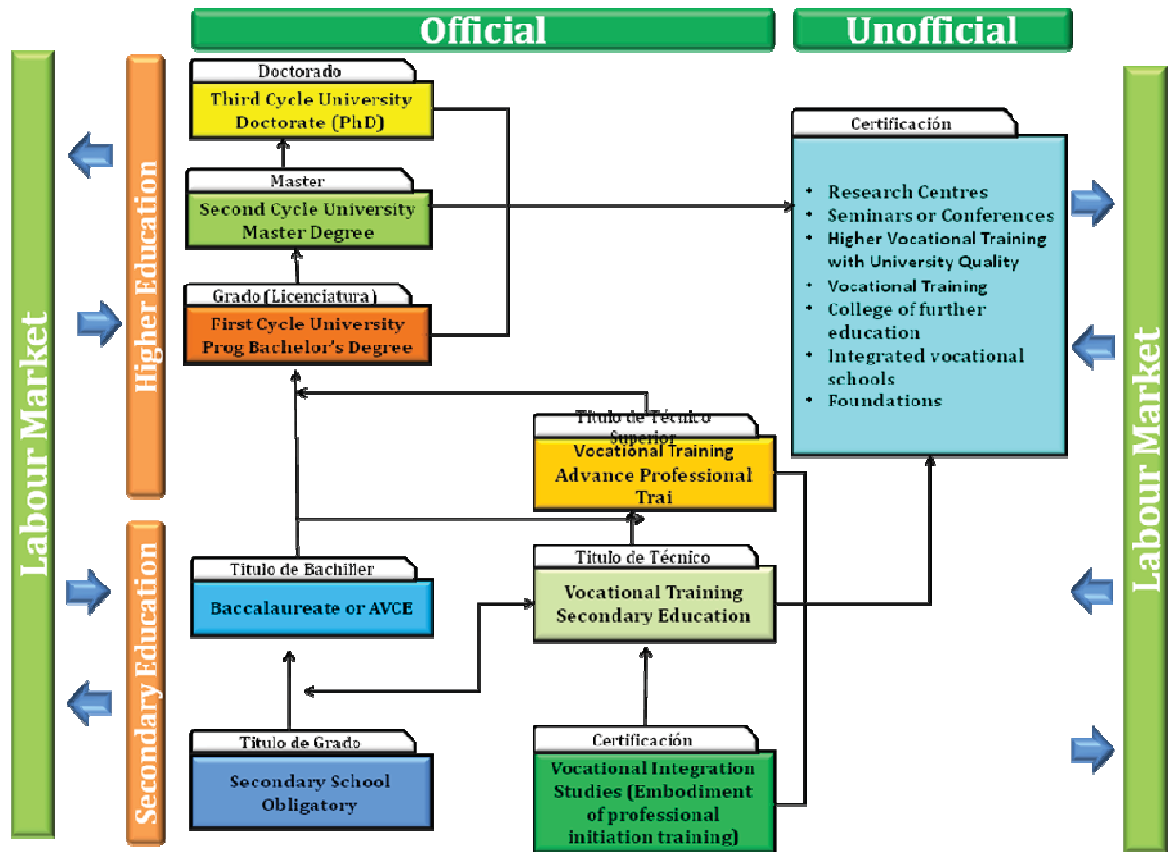 Official
Unofficial
Labour Market
Higher Education
Secondary Education
Doctorado
Third Cycle University
Doctorate (PhD)
Master
Second Cycle University
Master Degree
Grado (Licenciatura)
First Cycle University
Prog Bachelor's Degree
Certificación
• Research Centres
• Seminars or Conferences
• Higher Vocational Training
with University Quality
• Vocational Training
• College of further
education
• Integrated vocational
schools
• Foundations
Titulo de Técnico
Superior
Vocational Training
Advance Professional
Trai
Titulo de Bachiller
Baccalaureate or AVCE
Titulo de Técnico
Vocational Training
Secondary Education
Titulo de Grado
Secondary School
Obligatory
Certificación
Vocational Integration
Studies (Embodiment
of professional
initiation training)
Labour Market